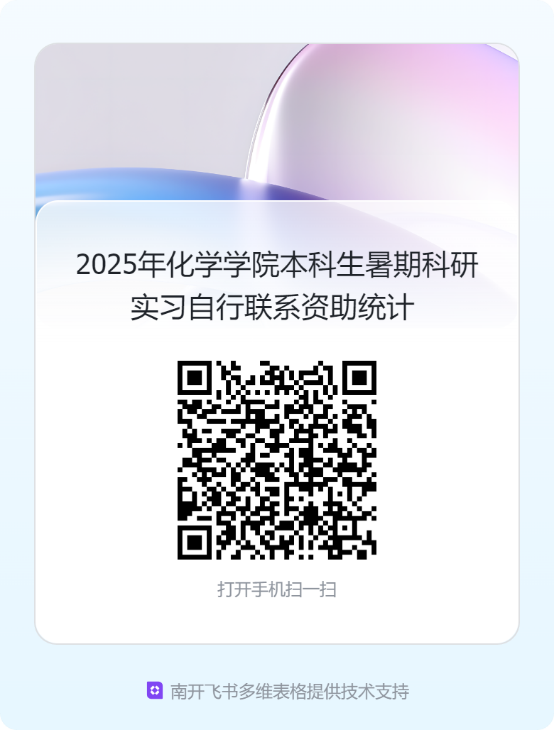 2025年化学学院本科生暑期科研
实习自行联系资助统计
打开手机扫一扫
南开飞书多维表格提供技术支持